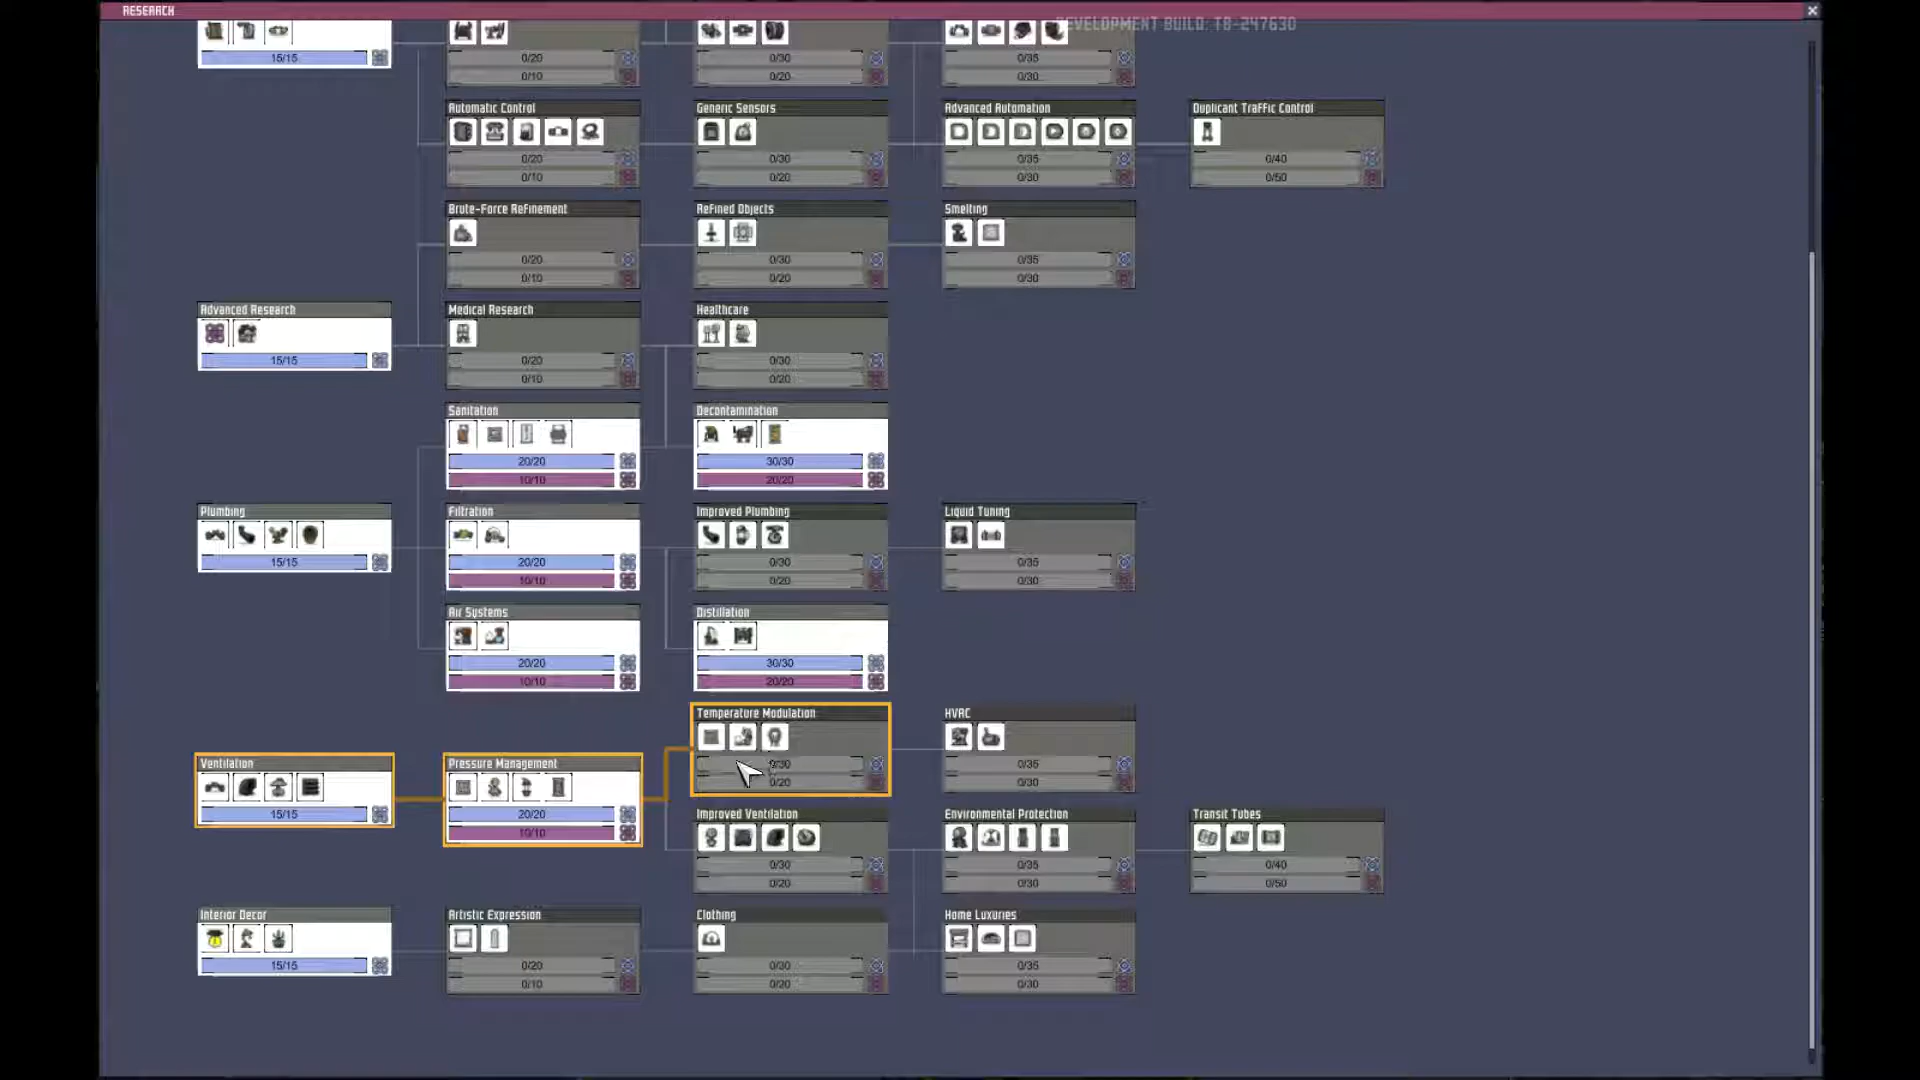 RESEARCH
DEVELOPMENT BUILD: T8-247630
15/15
0/20
0/10
0/30
0/20
0/35
0/30
Automatic Control
0/20
0/10
Generic Sensors
0/30
0/20
Advanced Automation
0/35
0/30
Duplicant Traffic Control
0/40
0/50
Brute-Force Refinement
0/20
0/10
Refined Objects
0/30
0/20
Smelting
0/35
0/30
Advanced Research
15/15
Medical Research
0/20
0/10
Healthcare
0/30
0/20
Sanitation
20/20
10/10
Decontamination
30/30
20/20
Plumbing
15/15
Filtration
20/20
10/10
Improved Plumbing
0/30
0/20
Liquid Tuning
0/35
0/30
Air Systems
20/20
10/10
Distillation
30/30
20/20
Ventilation
15/15
Pressure Management
20/20
10/10
Temperature Modulation
0/30
0/20
HVAC
0/35
0/30
Improved Ventilation
0/30
0/20
Environmental Protection
0/35
0/30
Transit Tubes
0/40
0/50
Interior Decor
15/15
Artistic Expression
0/20
0/10
Clothing
0/30
0/20
Home Luxuries
0/35
0/30